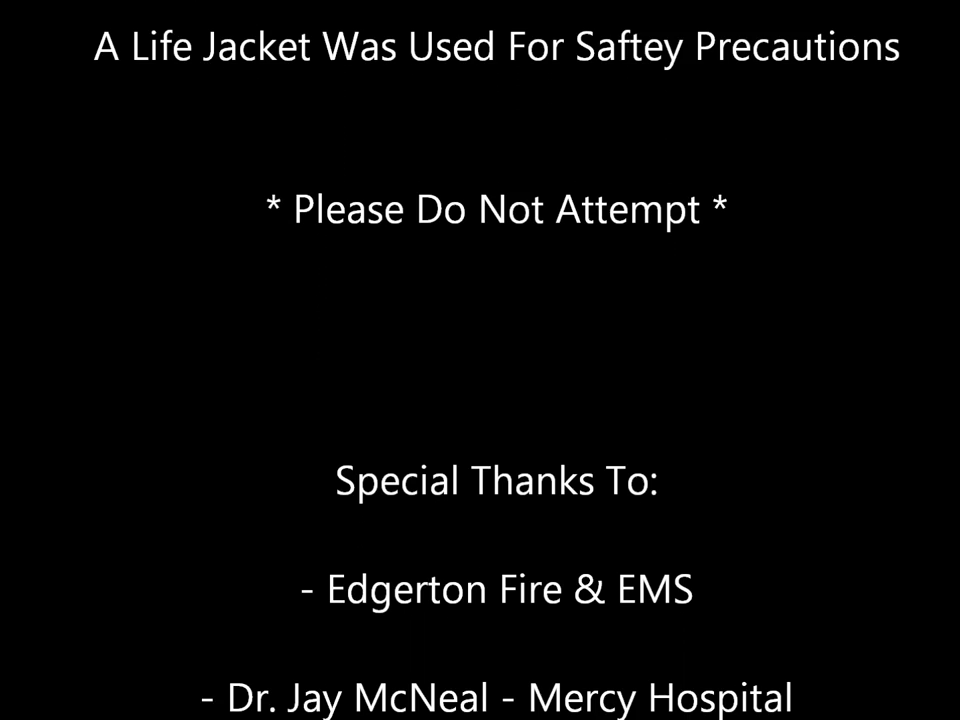 A Life Jacket Was Used For Saftey Precautions
* Please Do Not Attempt *
Special Thanks To:
- Edgerton Fire & EMS
- Dr. Jay McNeal - Mercy Hospital